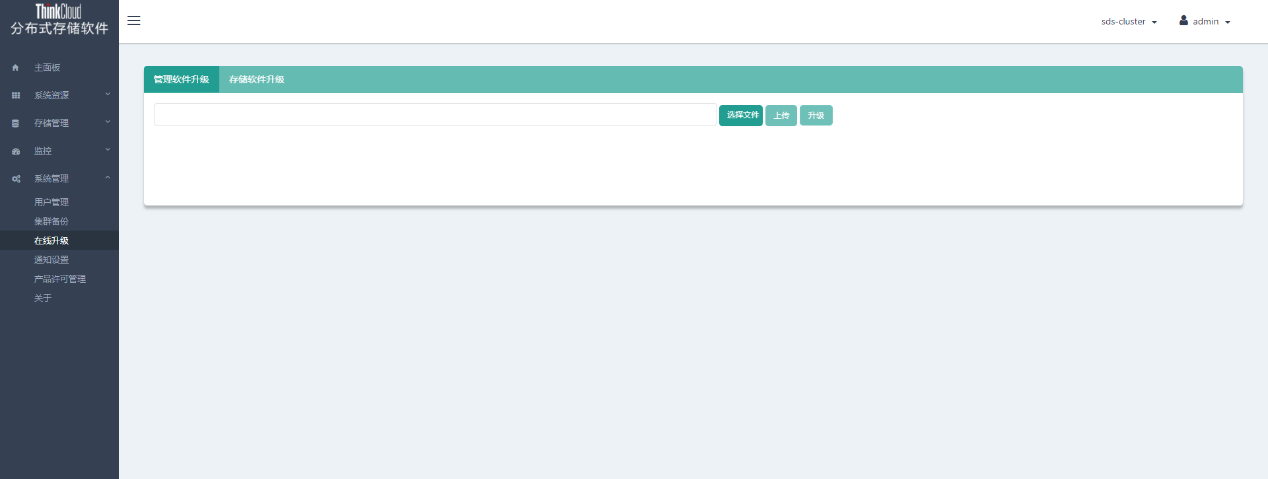 ThinkCloud
分布式存储软件
sds-cluster
admin
主面板
系统资源
存储管理
监控
系统管理
用户管理
集群备份
在线升级
通知设置
产品许可管理
关于
管理软件升级 存储软件升级
选择文件 上传 升级